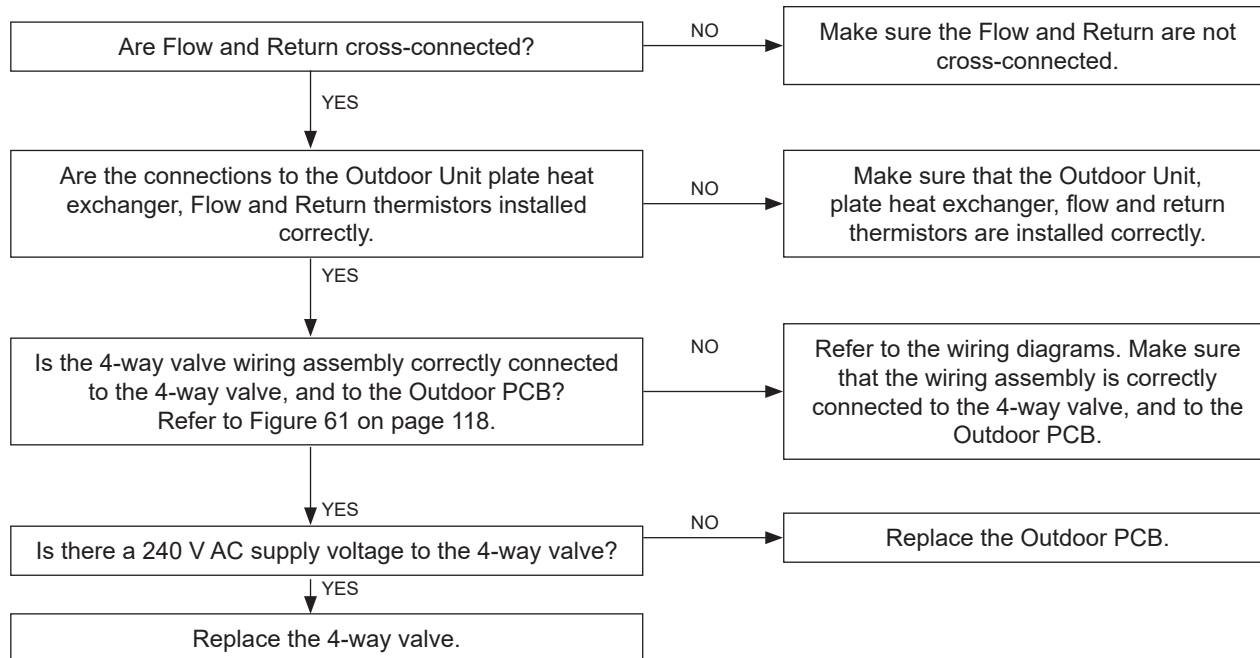 Are Flow and Return cross-connected?
NO
Make sure the Flow and Return are not
cross-connected.
YES
Are the connections to the Outdoor Unit plate heat
exchanger, Flow and Return thermistors installed
correctly.
NO
Make sure that the Outdoor Unit,
plate heat exchanger, flow and return
thermistors are installed correctly.
YES
Is the 4-way valve wiring assembly correctly connected
to the 4-way valve, and to the Outdoor PCB?
Refer to Figure 61 on page 118.
NO
Refer to the wiring diagrams. Make sure
that the wiring assembly is correctly
connected to the 4-way valve, and to the
Outdoor PCB.
YES
Is there a 240 V AC supply voltage to the 4-way valve?
NO
Replace the Outdoor PCB.
YES
Replace the 4-way valve.